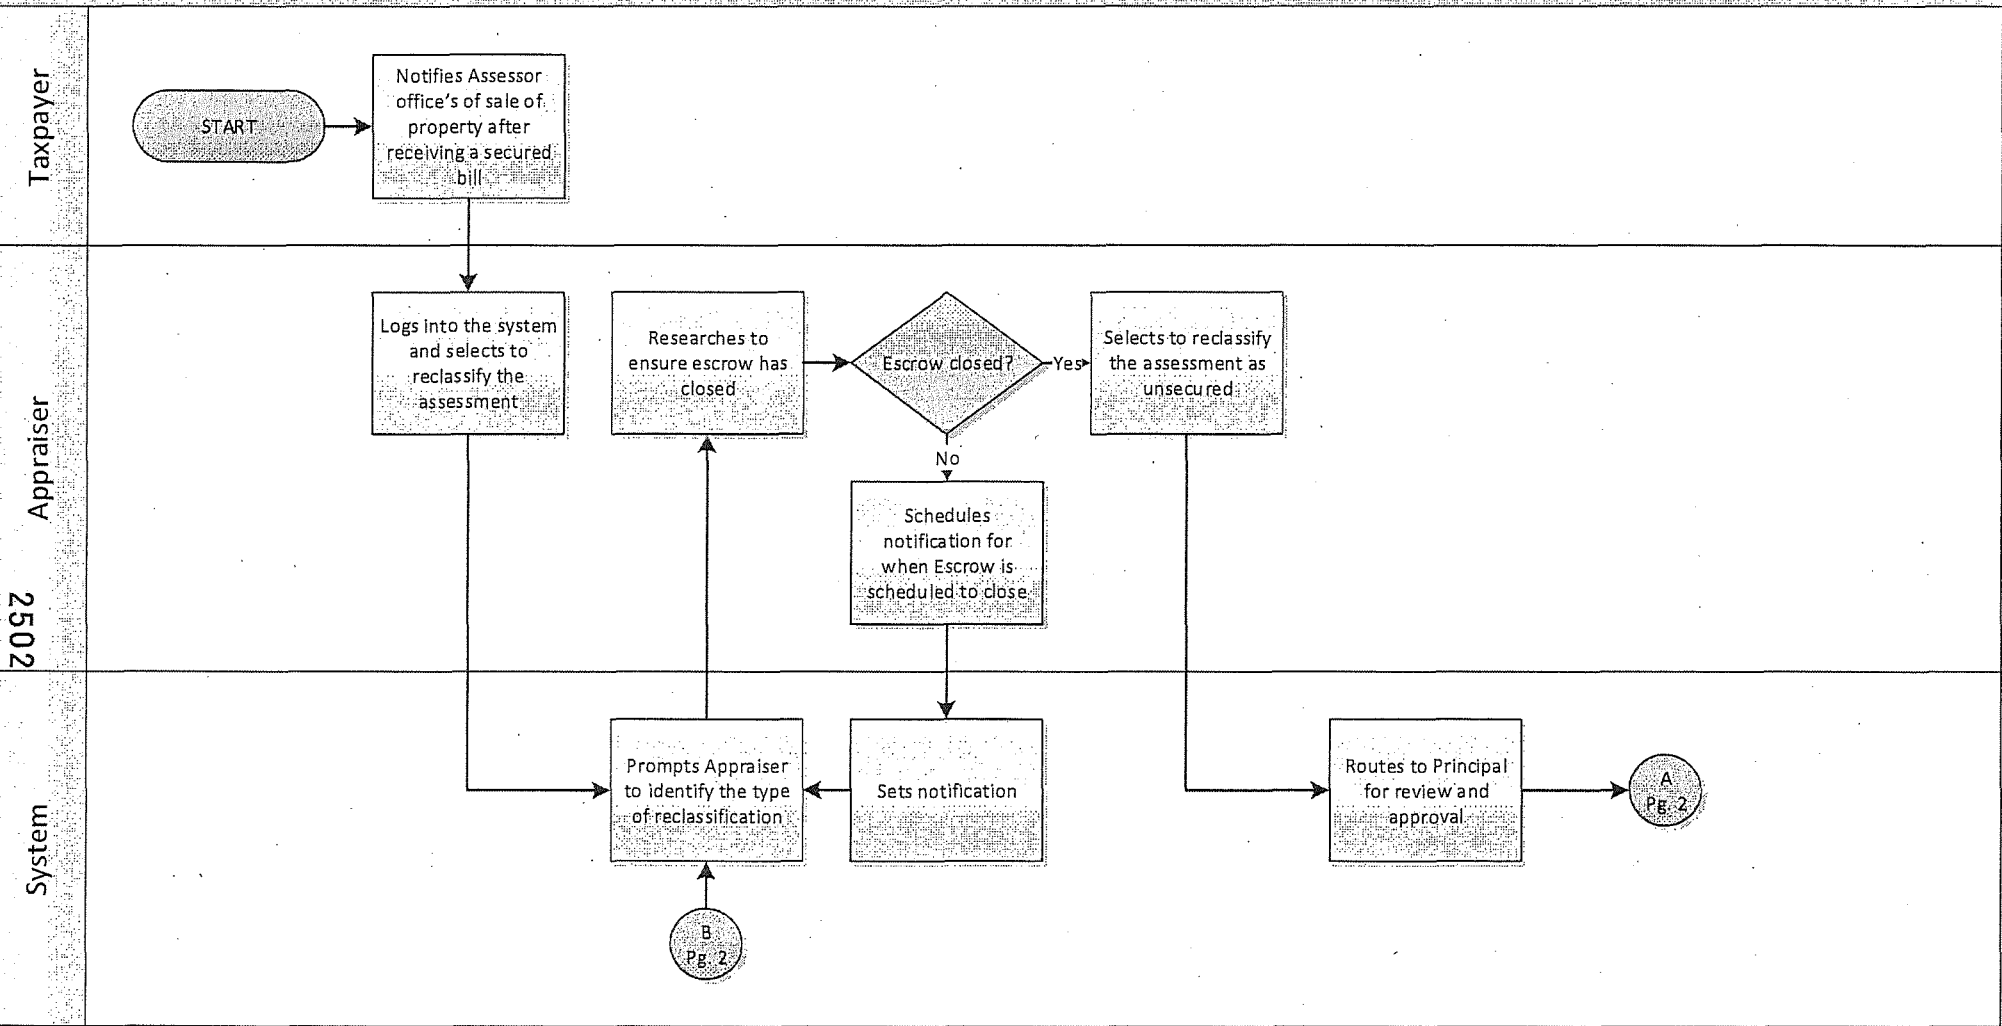 Taxpayer
START
Notifies Assessor
office's of sale of
property after
receiving a secured
bill
Appraiser
Logs into the system
and selects to
reclassify the
assessment
Researches to
ensure escrow has
closed
Escrow closed?
Yes
Selects to reclassify
the assessment as
unsecured
No
Schedules
notification for
when Escrow is
scheduled to close
2502
System
Prompts Appraiser
to identify the type
of reclassification
Sets notification
Routes to Principal
for review and
approval
A
Pg. 2
B
Pg. 2